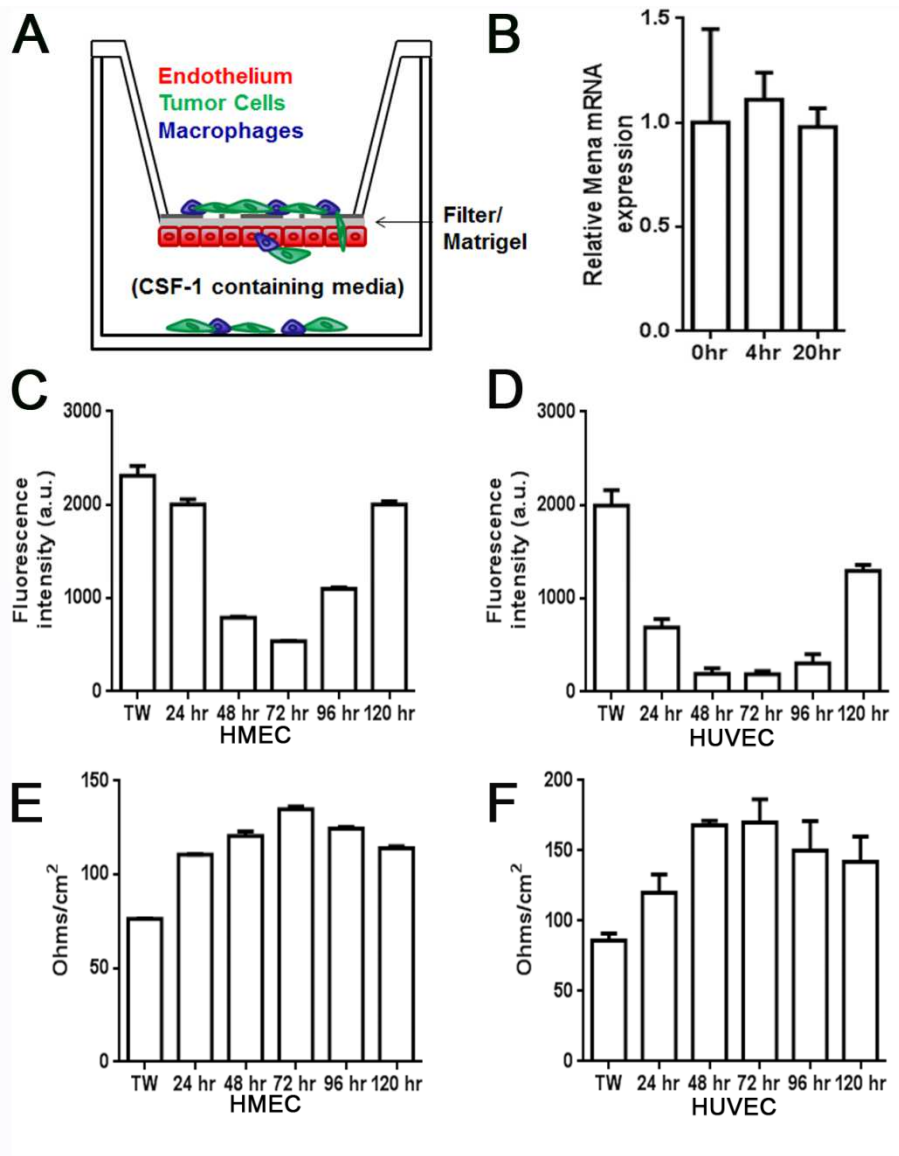 A
Endothelium
Tumor Cells
Macrophages
Filter/
Matrigel
(CSF-1 containing media)
B
Relative Mena mRNA
expression
1.5
1.0
0.5
0.0
0hr 4hr 20hr
C
Fluorescence
intensity (a.u.)
3000
2000
1000
0
TW 24 hr 48 hr 72 hr 96 hr 120 hr
HMEC
D
Fluorescence
intensity (a.u.)
3000
2000
1000
0
TW 24 hr 48 hr 72 hr 96 hr 120 hr
HUVEC
E
Ohms/cm²
150
100
50
0
TW 24 hr 48 hr 72 hr 96 hr 120 hr
HMEC
F
Ohms/cm²
200
150
100
50
0
TW 24 hr 48 hr 72 hr 96 hr 120 hr
HUVEC